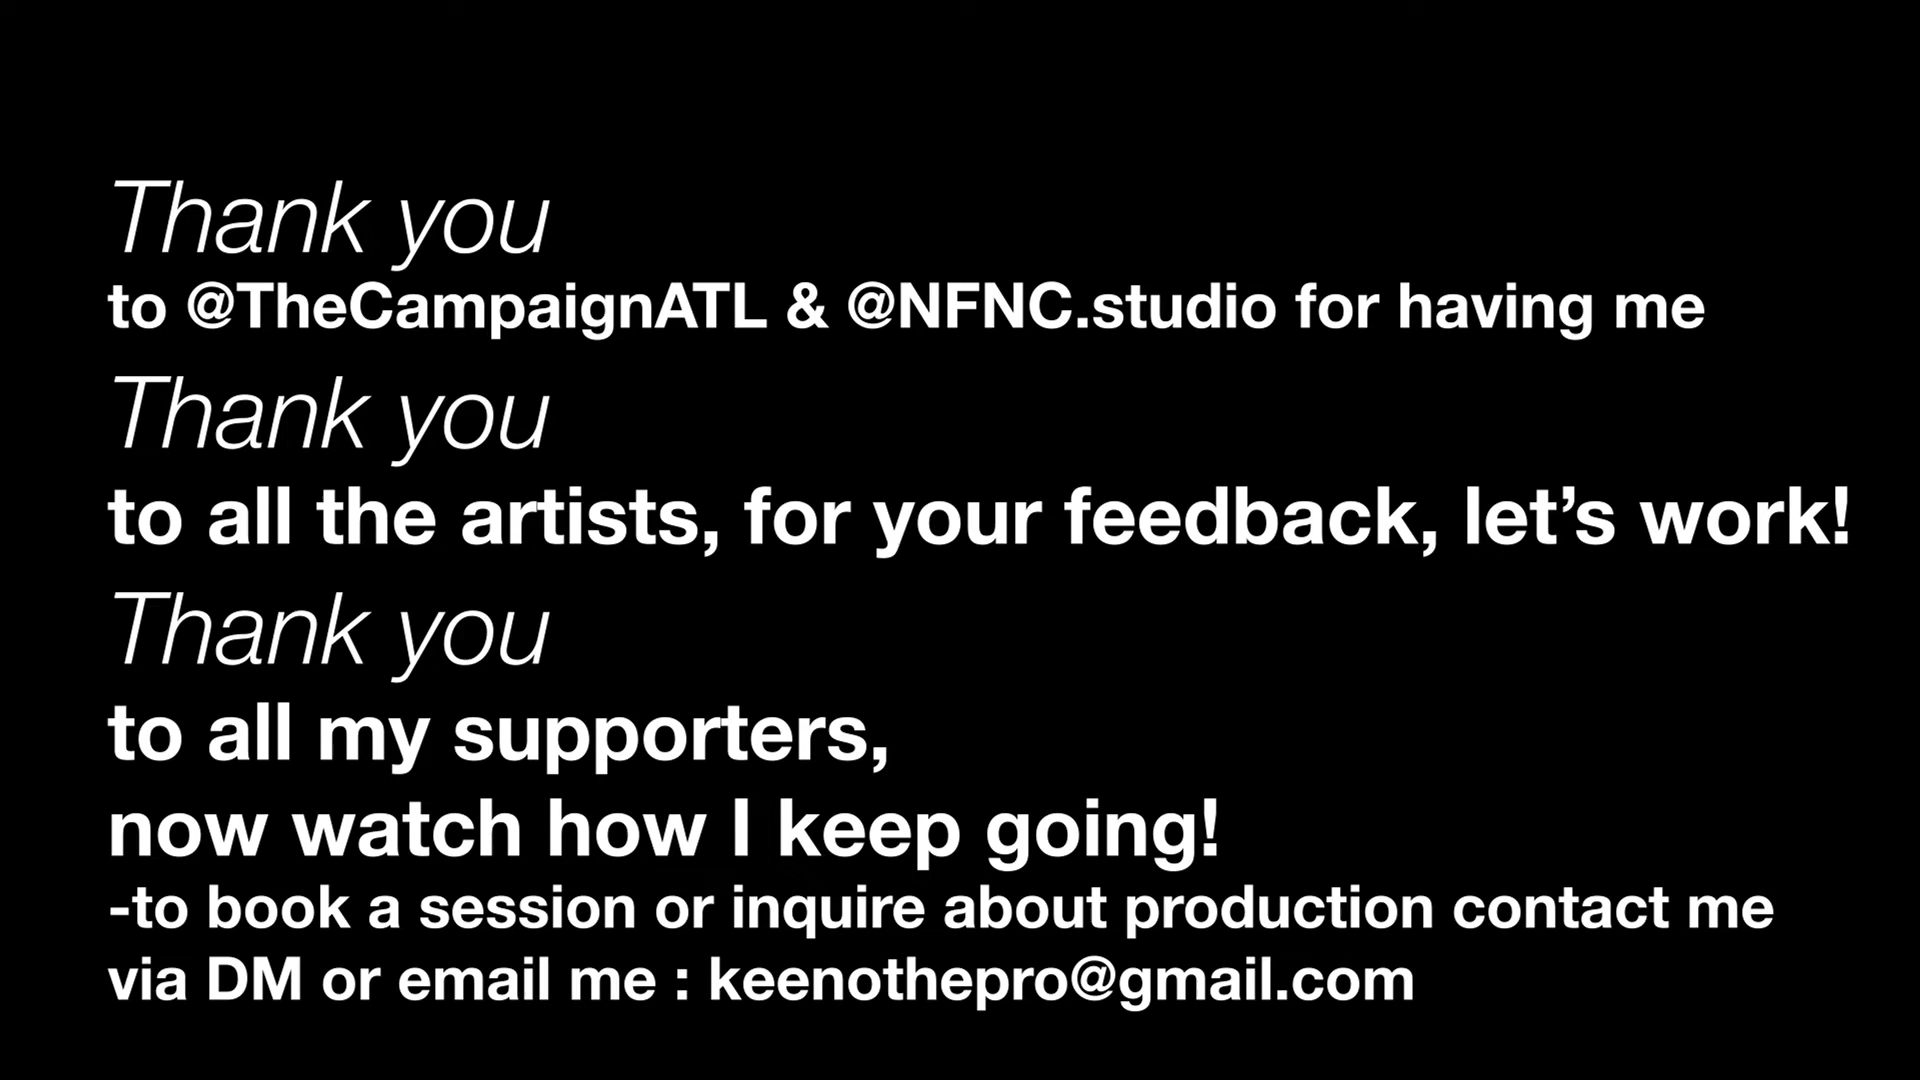 Thank you
to @TheCampaignATL & @NFNC.studio for having me
Thank you
to all the artists, for your feedback, let’s work!
Thank you
to all my supporters,
now watch how I keep going!
-to book a session or inquire about production contact me
via DM or email me : keenothepro@gmail.com